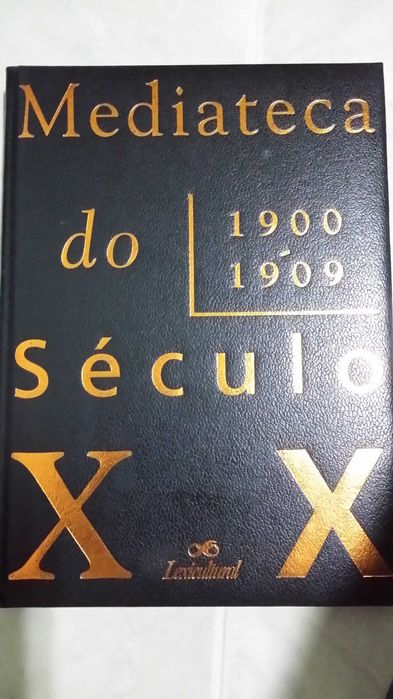 Mediateca
do
1900
-
1909
Século
X X
Lexicultural